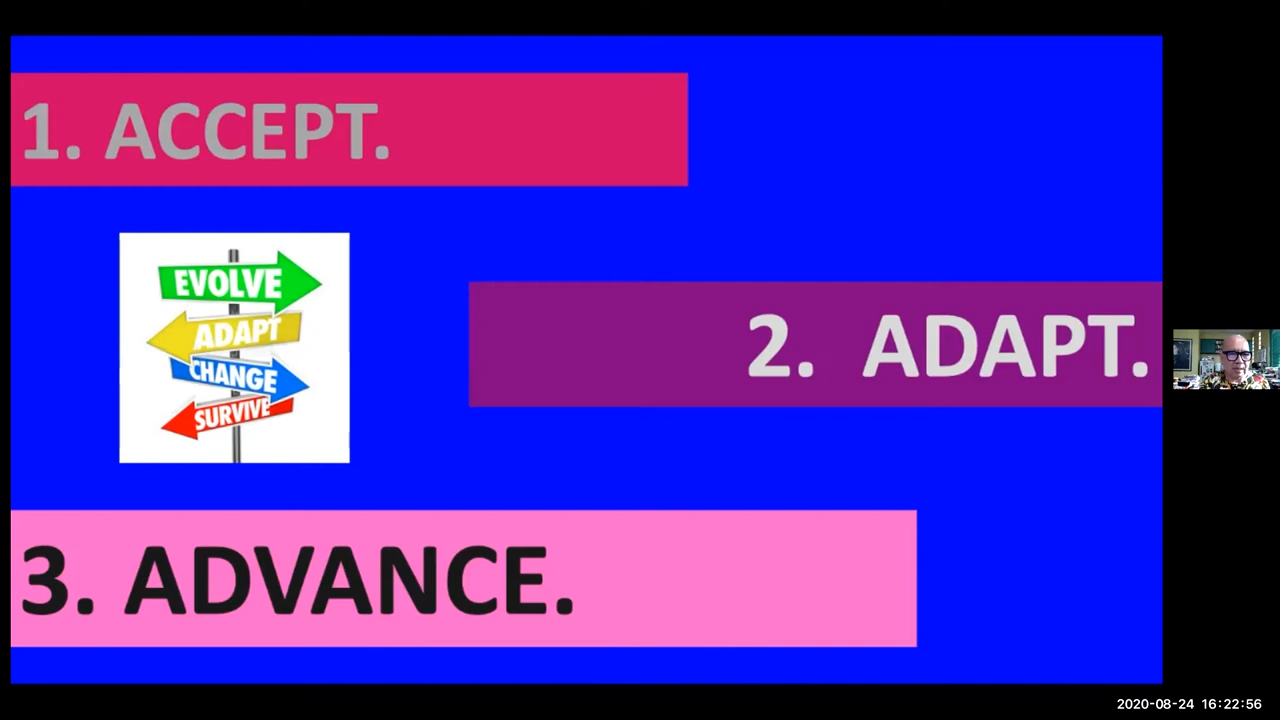 1. ACCEPT.
EVOLVE
ADAPT
CHANGE
SURVIVE
2. ADAPT.
3. ADVANCE.
2020-08-24 16:22:56